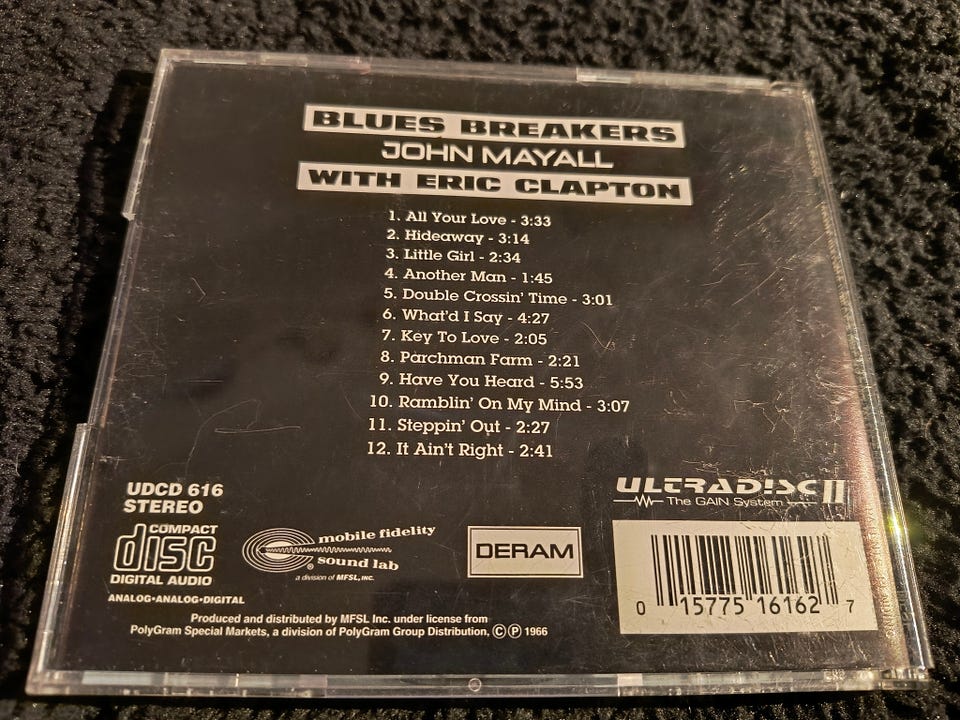 BLUES BREAKERS
JOHN MAYALL
WITH ERIC CLAPTON
1. All Your Love - 3:33
2. Hideaway - 3:14
3. Little Girl - 2:34
4. Another Man - 1:45
5. Double Crossin' Time - 3:01
6. What'd I Say - 4:27
7. Key To Love - 2:05
8. Parchman Farm - 2:21
9. Have You Heard - 5:53
10. Ramblin' On My Mind - 3:07
11. Steppin' Out - 2:27
12. It Ain't Right - 2:41
UDCD 616
STEREO
COMPACT
disc
DIGITAL AUDIO
ANALOG•ANALOG•DIGITAL
mobile fidelity
sound lab
®
a division of MFSL, INC.
DERAM
ULTRADISC II
The GAIN System
0 15775 16162 7
Produced and distributed by MFSL Inc. under license from
PolyGram Special Markets, a division of PolyGram Group Distribution, Ⓒ Ⓟ 1966